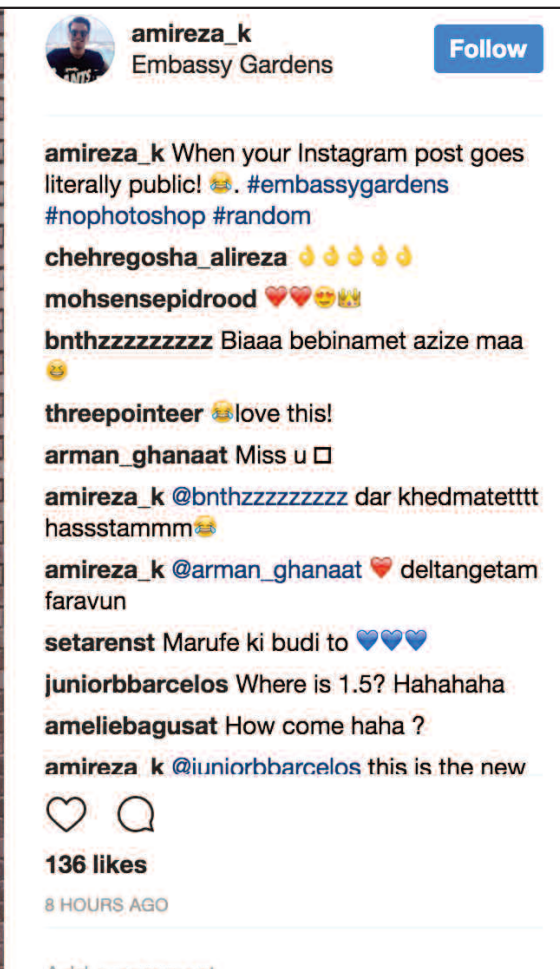 amireza_k
Embassy Gardens
Follow
amireza_k When your Instagram post goes
literally public! 😂. #embassygardens
#nophotoshop #random
chehregosha_alireza 👌👌👌👌👌
mohsensepidrood ❤️❤️😍👑
bnthzzzzzzzzz Biaaa bebinamet azize maa
😆
threepointeer 😂love this!
arman_ghanaat Miss u □
amireza_k @bnthzzzzzzzzz dar khedmatetttt
hassstammm😂
amireza_k @arman_ghanaat ❤️ deltangetam
faravun
setarenst Marufe ki budi to 💙💙💙
juniorbbarcelos Where is 1.5? Hahahaha
ameliebagusat How come haha ?
amireza_k @juniorbbarcelos this is the new
136 likes
8 HOURS AGO